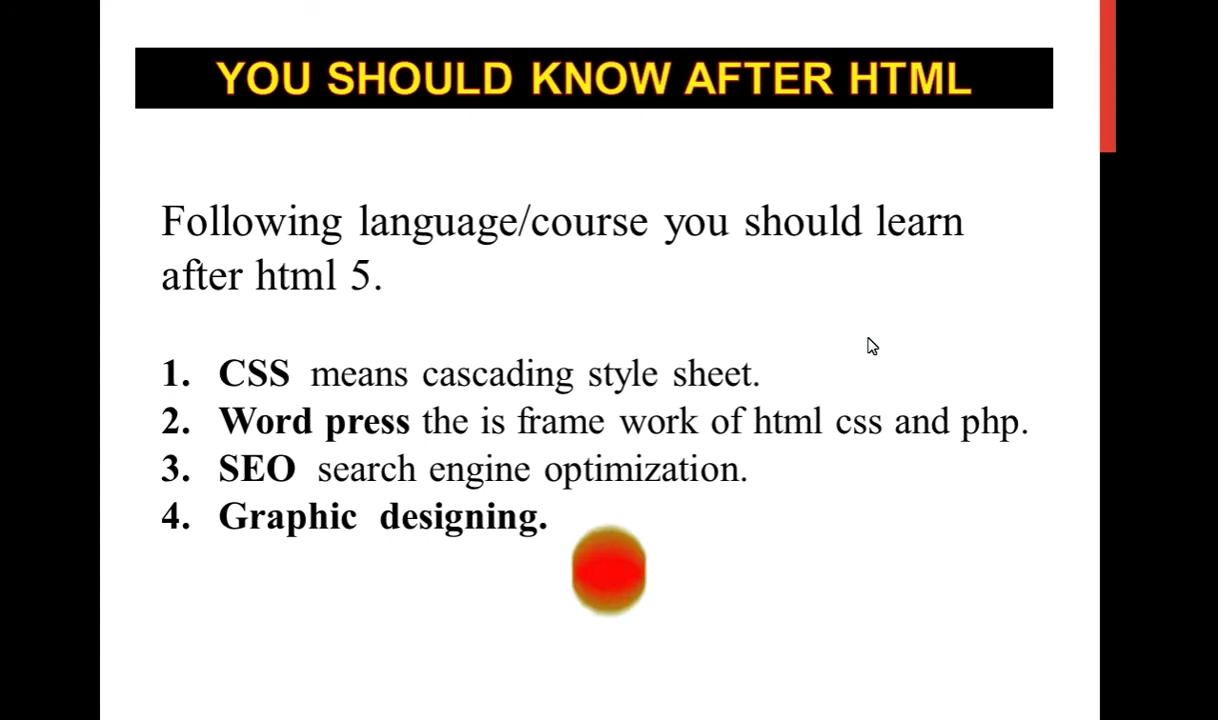 YOU SHOULD KNOW AFTER HTML
Following language/course you should learn
after html 5.
1. CSS means cascading style sheet.
2. Word press the is frame work of html css and php.
3. SEO search engine optimization.
4. Graphic designing.